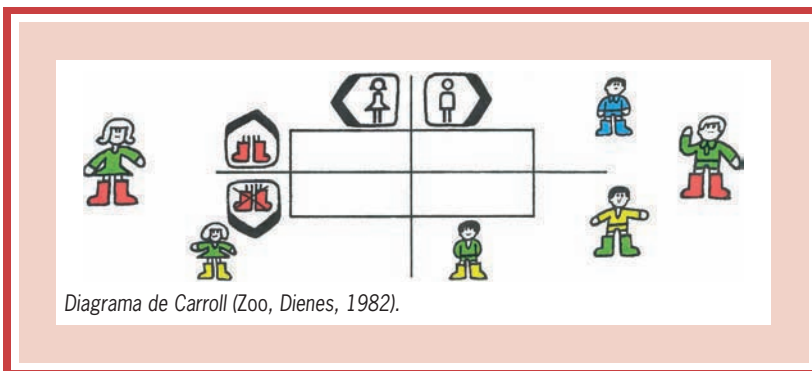 Diagrama de Carroll (Zoo, Dienes, 1982).